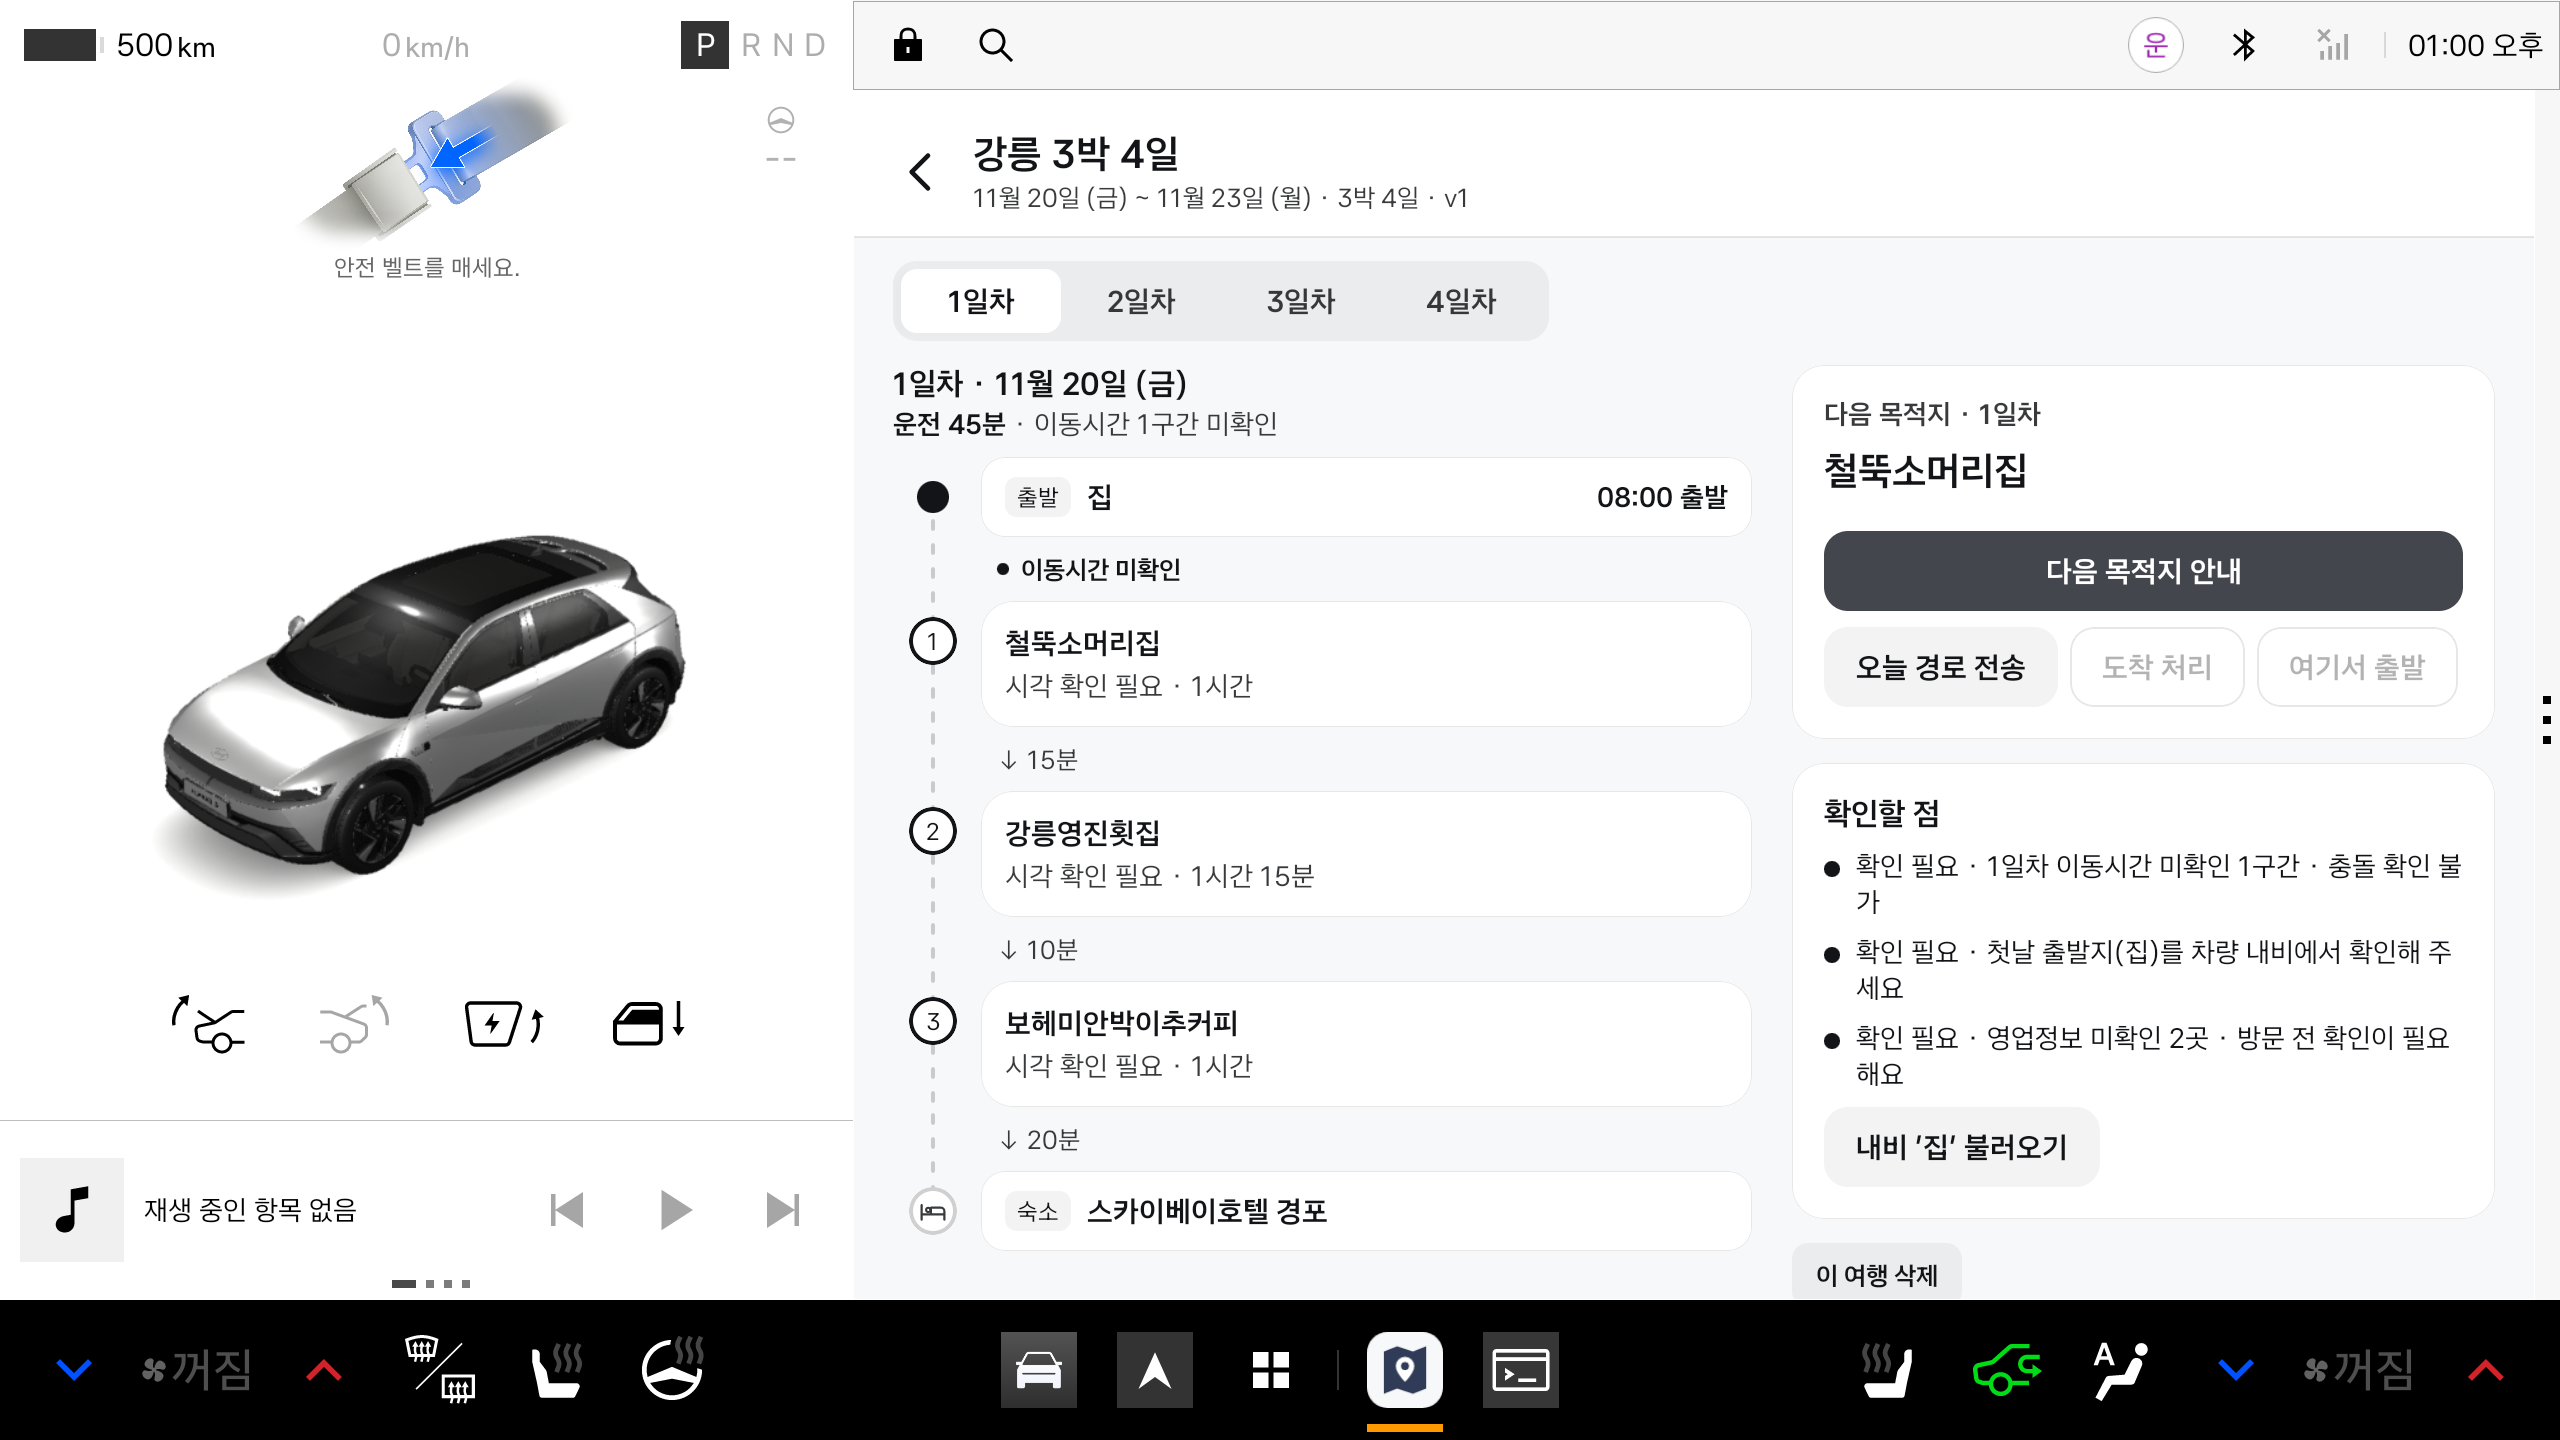 500 km
0 km/h
P R N D
운
01:00 오후
안전 벨트를 매세요.
--
강릉 3박 4일
11월 20일 (금) ~ 11월 23일 (월) · 3박 4일 · v1
1일차
2일차
3일차
4일차
1일차 · 11월 20일 (금)
운전 45분 · 이동시간 1구간 미확인
출발 집 08:00 출발
이동시간 미확인
1
철뚝소머리집
시각 확인 필요 · 1시간
↓ 15분
2
강릉영진횟집
시각 확인 필요 · 1시간 15분
↓ 10분
3
보헤미안박이추커피
시각 확인 필요 · 1시간
↓ 20분
숙소 스카이베이호텔 경포
다음 목적지 · 1일차
철뚝소머리집
다음 목적지 안내
오늘 경로 전송
도착 처리
여기서 출발
확인할 점
확인 필요 · 1일차 이동시간 미확인 1구간 · 충돌 확인 불
가
확인 필요 · 첫날 출발지(집)를 차량 내비에서 확인해 주
세요
확인 필요 · 영업정보 미확인 2곳 · 방문 전 확인이 필요
해요
내비 '집' 불러오기
이 여행 삭제
재생 중인 항목 없음
꺼짐
A
꺼짐